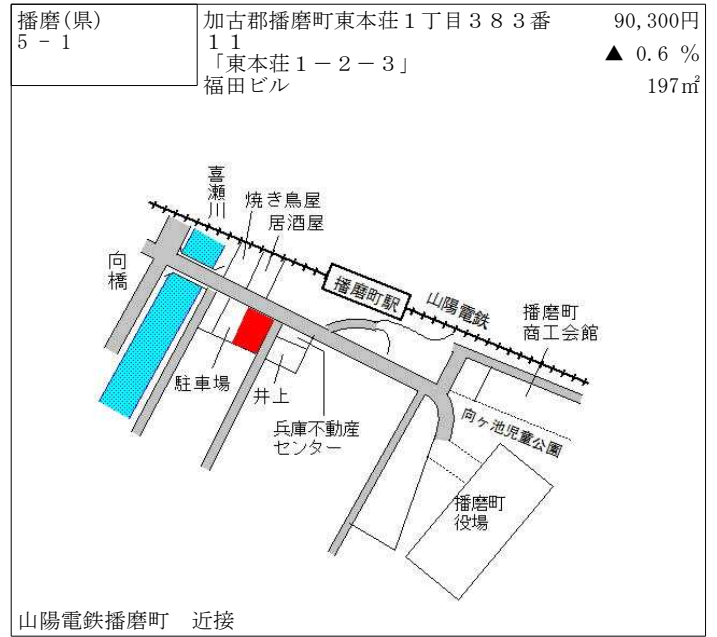 播磨(県)
5 － 1
加古郡播磨町東本荘１丁目３８３番
１１
「東本荘１－２－３」
福田ビル
90,300円
▲ 0.6 %
197㎡
喜瀬川
焼き鳥屋
居酒屋
向橋
播磨町駅
山陽電鉄
播磨町
商工会館
駐車場
井上
兵庫不動産
センター
向ヶ池児童公園
播磨町
役場
山陽電鉄播磨町　近接